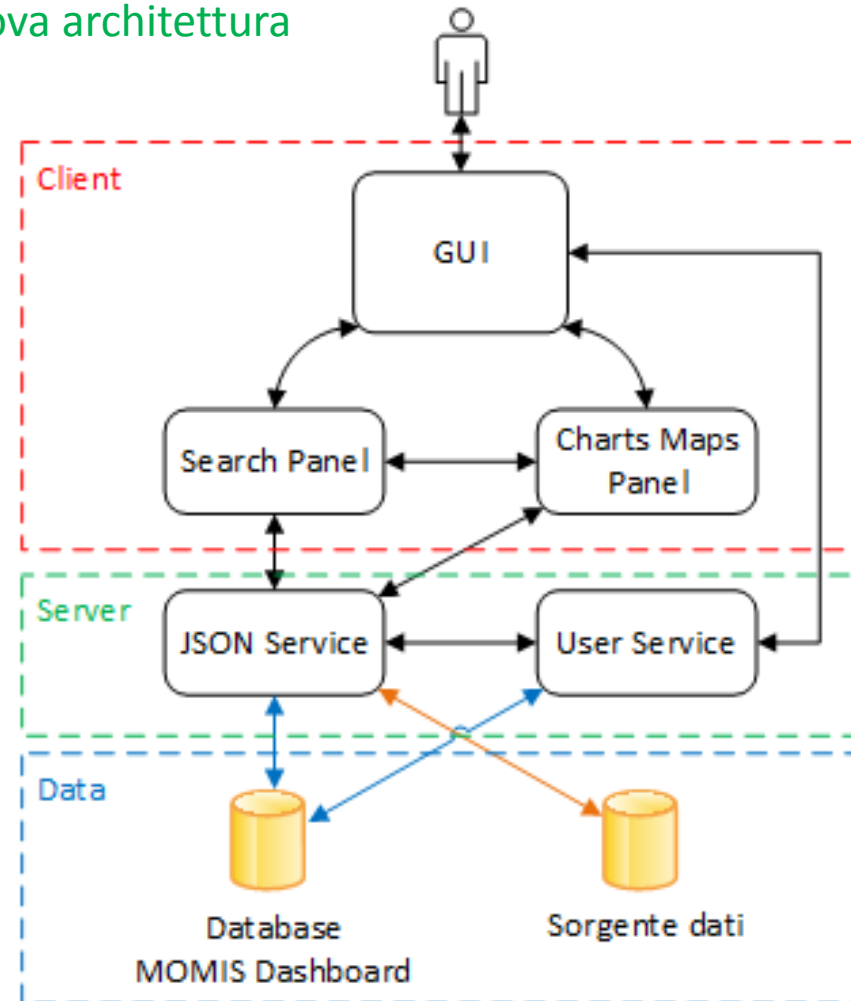 ova architettura
Client
GUI
Search Panel
Charts Maps
Panel
Server
JSON Service
User Service
Data
Database
MOMIS Dashboard
Sorgente dati